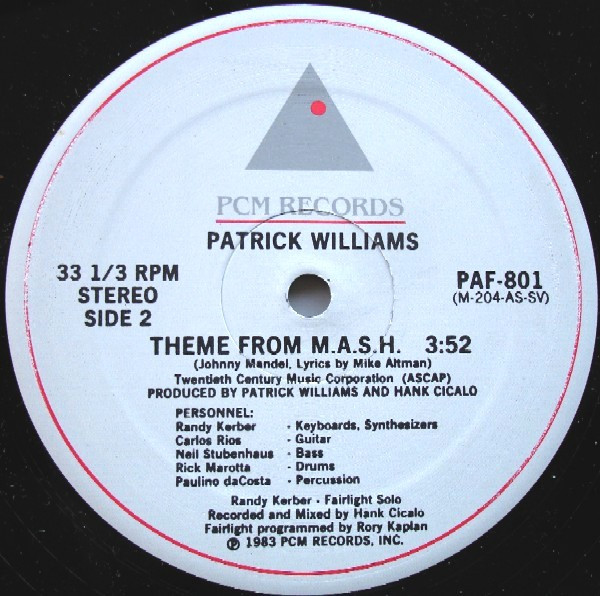 PCM RECORDS
PATRICK WILLIAMS
33 1/3 RPM
STEREO
SIDE 2
PAF-801
(M-204-AS-SV)
THEME FROM M.A.S.H. 3:52
(Johnny Mandel, Lyrics by Mike Altman)
Twentieth Century Music Corporation (ASCAP)
PRODUCED BY PATRICK WILLIAMS AND HANK CICALO
PERSONNEL:
Randy Kerber - Keyboards, Synthesizers
Carlos Rios - Guitar
Neil Stubenhaus - Bass
Rick Marotta - Drums
Paulino daCosta - Percussion
Randy Kerber - Fairlight Solo
Recorded and Mixed by Hank Cicalo
Fairlight programmed by Rory Kaplan
℗ 1983 PCM RECORDS, INC.